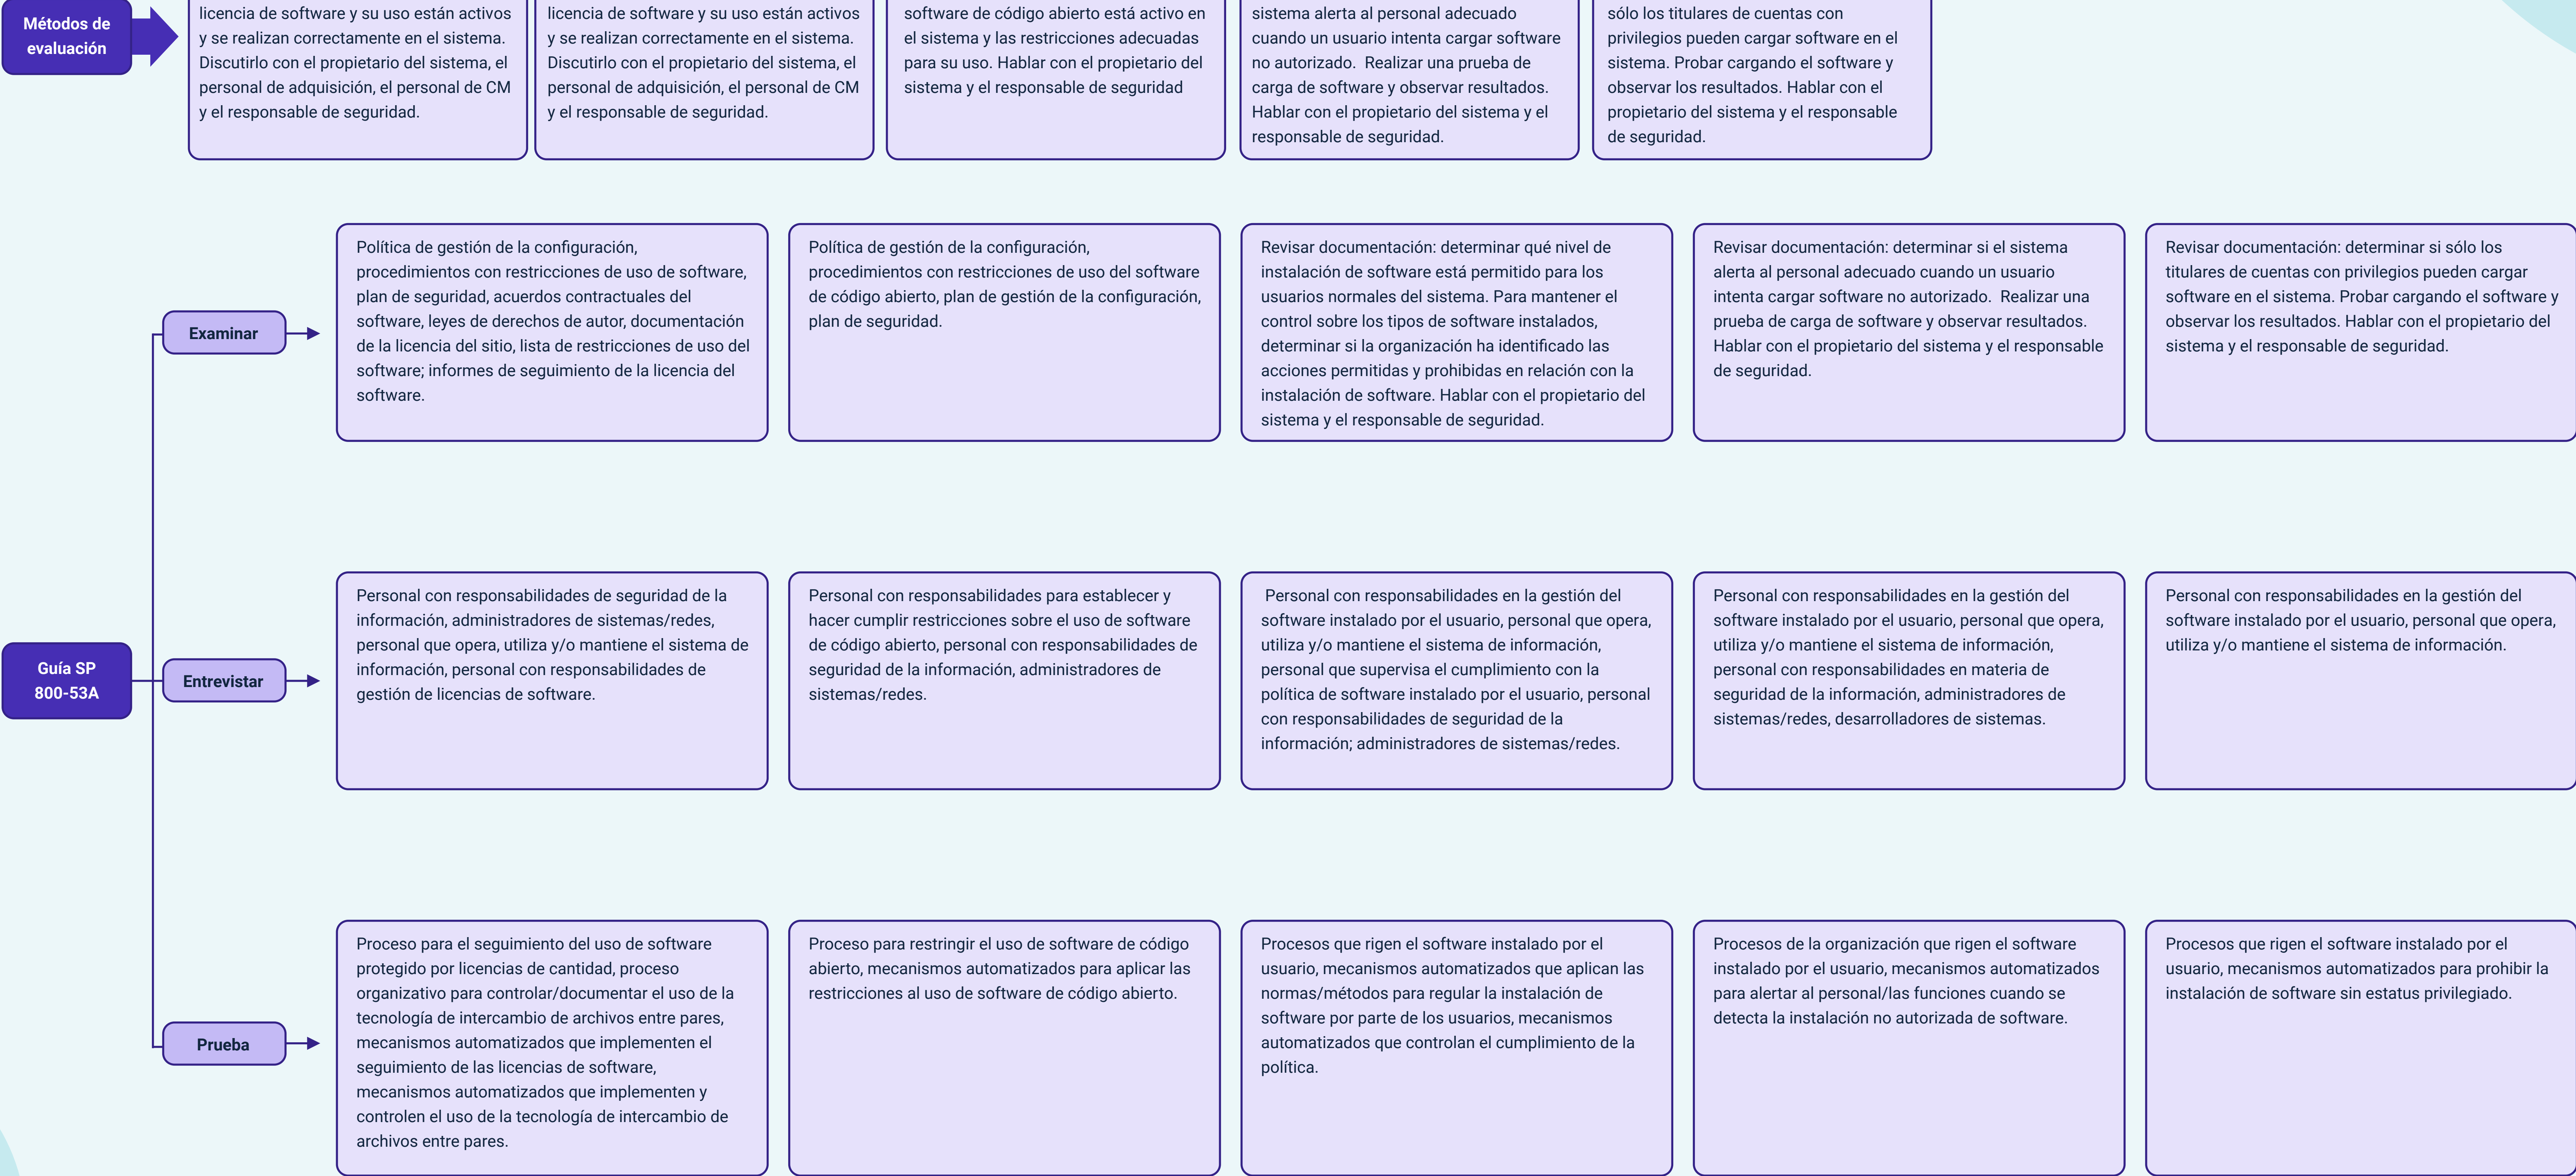 Métodos de
evaluación
licencia de software y su uso están activos
y se realizan correctamente en el sistema.
Discutirlo con el propietario del sistema, el
personal de adquisición, el personal de CM
y el responsable de seguridad.
licencia de software y su uso están activos
y se realizan correctamente en el sistema.
Discutirlo con el propietario del sistema, el
personal de adquisición, el personal de CM
y el responsable de seguridad.
software de código abierto está activo en
el sistema y las restricciones adecuadas
para su uso. Hablar con el propietario del
sistema y el responsable de seguridad
sistema alerta al personal adecuado
cuando un usuario intenta cargar software
no autorizado.  Realizar una prueba de
carga de software y observar resultados.
Hablar con el propietario del sistema y el
responsable de seguridad.
sólo los titulares de cuentas con
privilegios pueden cargar software en el
sistema. Probar cargando el software y
observar los resultados. Hablar con el
propietario del sistema y el responsable
de seguridad.
Guía SP
800-53A
Examinar
Política de gestión de la configuración,
procedimientos con restricciones de uso de software,
plan de seguridad, acuerdos contractuales del
software, leyes de derechos de autor, documentación
de la licencia del sitio, lista de restricciones de uso del
software; informes de seguimiento de la licencia del
software.
Política de gestión de la configuración,
procedimientos con restricciones de uso del software
de código abierto, plan de gestión de la configuración,
plan de seguridad.
Revisar documentación: determinar qué nivel de
instalación de software está permitido para los
usuarios normales del sistema. Para mantener el
control sobre los tipos de software instalados,
determinar si la organización ha identificado las
acciones permitidas y prohibidas en relación con la
instalación de software. Hablar con el propietario del
sistema y el responsable de seguridad.
Revisar documentación: determinar si el sistema
alerta al personal adecuado cuando un usuario
intenta cargar software no autorizado.  Realizar una
prueba de carga de software y observar resultados.
Hablar con el propietario del sistema y el responsable
de seguridad.
Revisar documentación: determinar si sólo los
titulares de cuentas con privilegios pueden cargar
software en el sistema. Probar cargando el software y
observar los resultados. Hablar con el propietario del
sistema y el responsable de seguridad.
Entrevistar
Personal con responsabilidades de seguridad de la
información, administradores de sistemas/redes,
personal que opera, utiliza y/o mantiene el sistema de
información, personal con responsabilidades de
gestión de licencias de software.
Personal con responsabilidades para establecer y
hacer cumplir restricciones sobre el uso de software
de código abierto, personal con responsabilidades de
seguridad de la información, administradores de
sistemas/redes.
Personal con responsabilidades en la gestión del
software instalado por el usuario, personal que opera,
utiliza y/o mantiene el sistema de información,
personal que supervisa el cumplimiento con la
política de software instalado por el usuario, personal
con responsabilidades de seguridad de la
información; administradores de sistemas/redes.
Personal con responsabilidades en la gestión del
software instalado por el usuario, personal que opera,
utiliza y/o mantiene el sistema de información,
personal con responsabilidades en materia de
seguridad de la información, administradores de
sistemas/redes, desarrolladores de sistemas.
Personal con responsabilidades en la gestión del
software instalado por el usuario, personal que opera,
utiliza y/o mantiene el sistema de información.
Prueba
Proceso para el seguimiento del uso de software
protegido por licencias de cantidad, proceso
organizativo para controlar/documentar el uso de la
tecnología de intercambio de archivos entre pares,
mecanismos automatizados que implementen el
seguimiento de las licencias de software,
mecanismos automatizados que implementen y
controlen el uso de la tecnología de intercambio de
archivos entre pares.
Proceso para restringir el uso de software de código
abierto, mecanismos automatizados para aplicar las
restricciones al uso de software de código abierto.
Procesos que rigen el software instalado por el
usuario, mecanismos automatizados que aplican las
normas/métodos para regular la instalación de
software por parte de los usuarios, mecanismos
automatizados que controlan el cumplimiento de la
política.
Procesos de la organización que rigen el software
instalado por el usuario, mecanismos automatizados
para alertar al personal/las funciones cuando se
detecta la instalación no autorizada de software.
Procesos que rigen el software instalado por el
usuario, mecanismos automatizados para prohibir la
instalación de software sin estatus privilegiado.